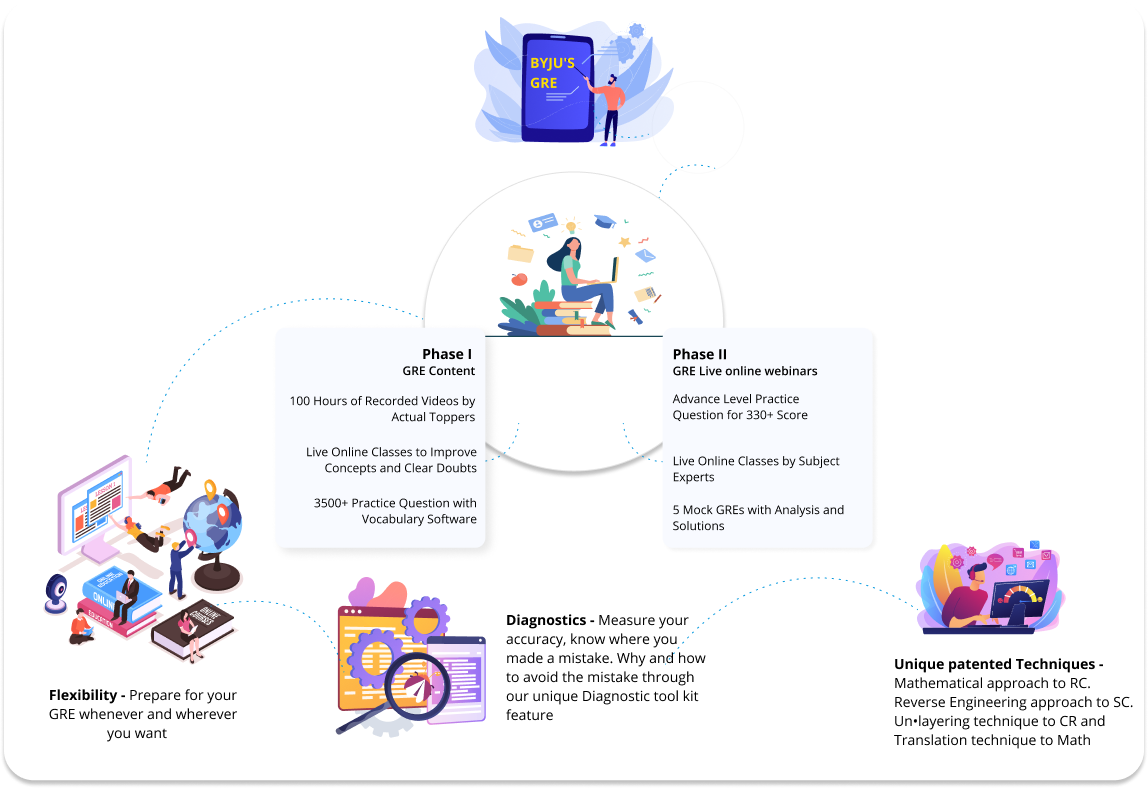 BYJU'S
GRE
Phase I
GRE Content
100 Hours of Recorded Videos by
Actual Toppers
Live Online Classes to Improve
Concepts and Clear Doubts
3500+ Practice Question with
Vocabulary Software
Phase II
GRE Live online webinars
Advance Level Practice
Question for 330+ Score
Live Online Classes by Subject
Experts
5 Mock GREs with Analysis and
Solutions
LESSON 1
ONLINE
EDUCATION
ONLINE
EDUCATION
ONLINE
COURSES
Flexibility - Prepare for your
GRE whenever and wherever
you want
Diagnostics - Measure your
accuracy, know where you
made a mistake. Why and how
to avoid the mistake through
our unique Diagnostic tool kit
feature
Unique patented Techniques -
Mathematical approach to RC.
Reverse Engineering approach to SC.
Un•layering technique to CR and
Translation technique to Math